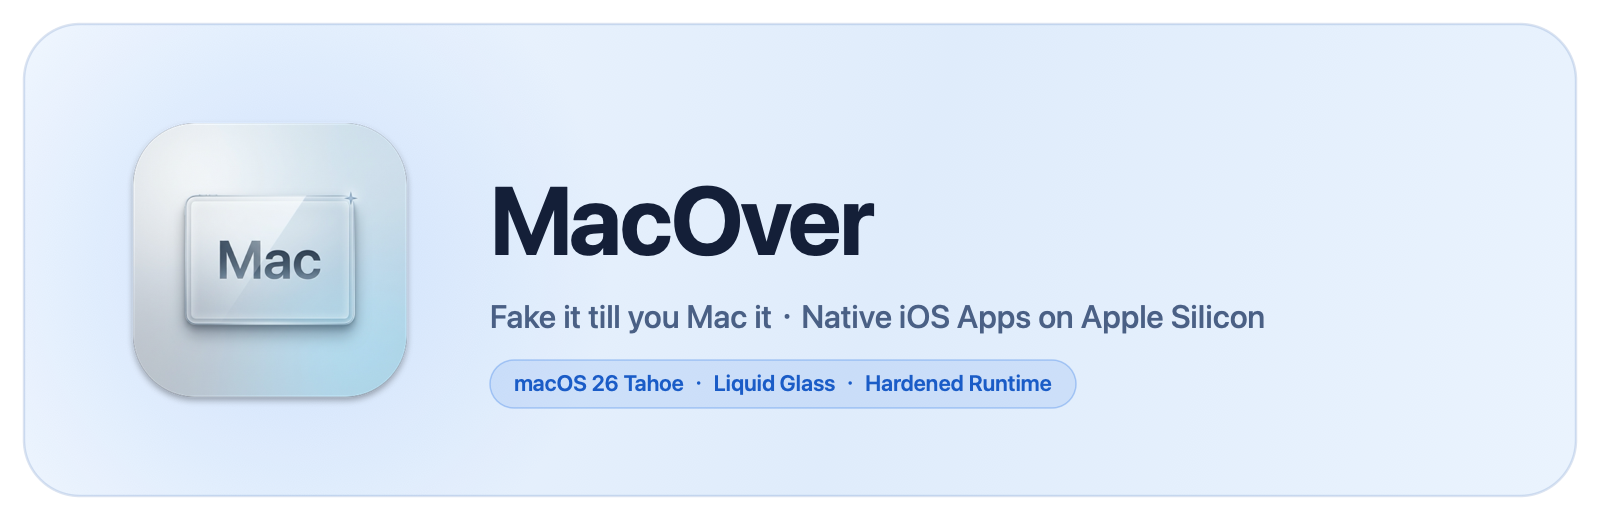 Mac
MacOver
Fake it till you Mac it · Native iOS Apps on Apple Silicon
macOS 26 Tahoe · Liquid Glass · Hardened Runtime